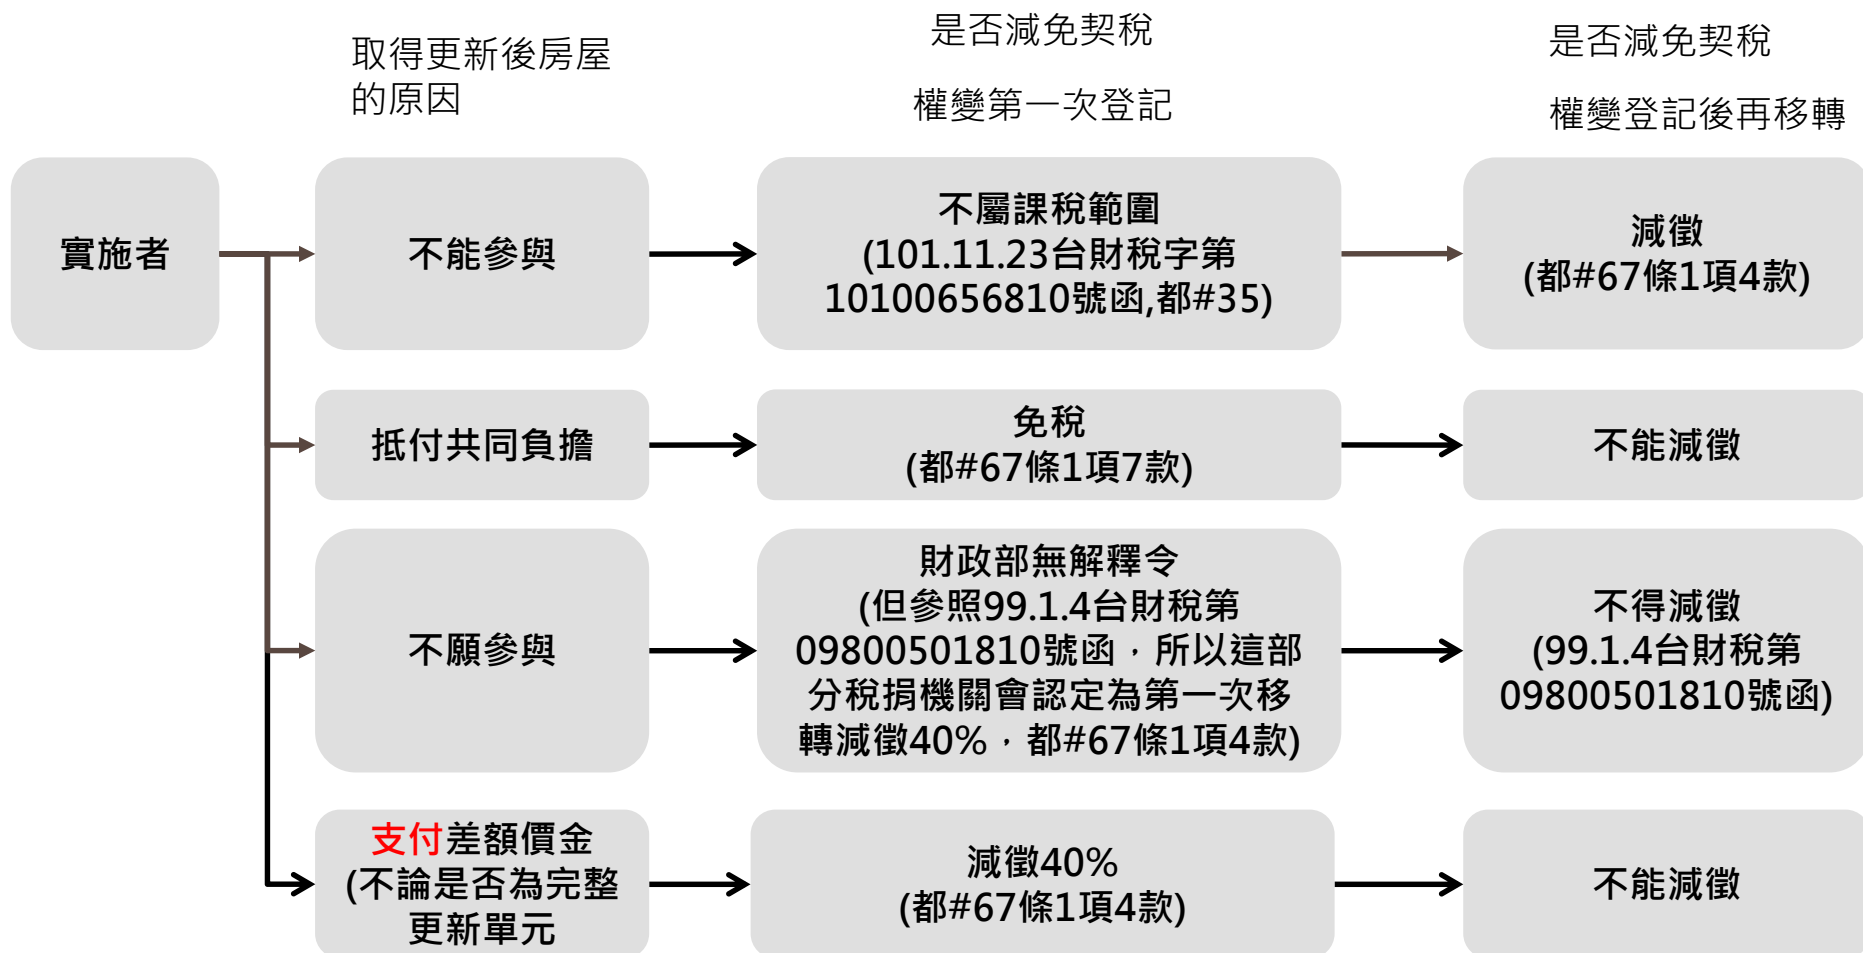 取得更新後房屋
的原因
是否減免契稅
權變第一次登記
是否減免契稅
權變登記後再移轉
實施者
不能參與
不屬課稅範圍
(101.11.23台財稅字第
10100656810號函,都#35)
減徵
(都#67條1項4款)
抵付共同負擔
免稅
(都#67條1項7款)
不能減徵
不願參與
財政部無解釋令
(但參照99.1.4台財稅第
09800501810號函，所以這部
分稅捐機關會認定為第一次移
轉減徵40%，都#67條1項4款)
不得減徵
(99.1.4台財稅第
09800501810號函)
支付差額價金
(不論是否為完整
更新單元
減徵40%
(都#67條1項4款)
不能減徵